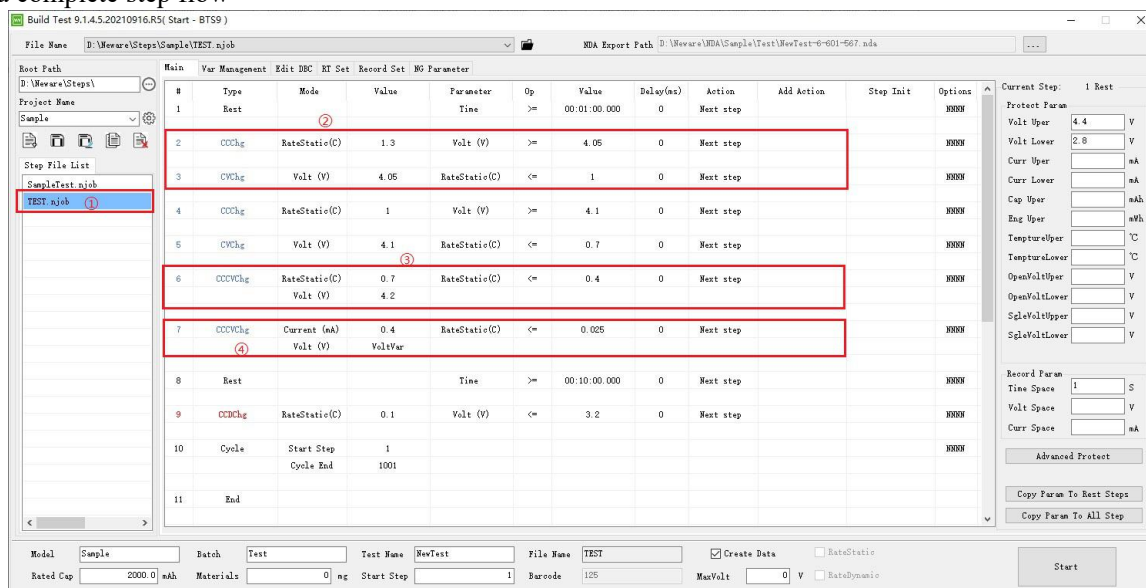 a complete step flow
Build Test 9.1.4.5.20210916.R5( Start - BTS9 )
File Name D:\Neware\Steps\Sample\TEST.njob NDA Export Path D:\Neware\NDA\Sample\Test\NewTest-6-601-567.nda ...
Root Path
D:\Neware\Steps\
Project Name
Sample
Step File List
SampleTest.njob
TEST.njob ①
Main Var Management Edit DBC RT Set Record Set NG Parameter
# Type Mode Value Parameter Op Value Delay(ms) Action Add Action Step Init Options
1 Rest Time >= 00:01:00.000 0 Next step NNNN
②
2 CCChg RateStatic(C) 1.3 Volt (V) >= 4.05 0 Next step NNNN
3 CVChg Volt (V) 4.05 RateStatic(C) <= 1 0 Next step NNNN
4 CCChg RateStatic(C) 1 Volt (V) >= 4.1 0 Next step NNNN
5 CVChg Volt (V) 4.1 RateStatic(C) <= 0.7 0 Next step NNNN
③
6 CCCVChg RateStatic(C) 0.7 RateStatic(C) <= 0.4 0 Next step NNNN
Volt (V) 4.2
7 CCCVChg Current (mA) 0.4 RateStatic(C) <= 0.025 0 Next step NNNN
④ Volt (V) VoltVar
8 Rest Time >= 00:10:00.000 0 Next step NNNN
9 CCDChg RateStatic(C) 0.1 Volt (V) <= 3.2 0 Next step NNNN
10 Cycle Start Step 1 NNNN
Cycle End 1001
11 End
Current Step: 1 Rest
Protect Param
Volt Uper 4.4 V
Volt Lower 2.8 V
Curr Uper mA
Curr Lower mA
Cap Uper mAh
Eng Uper mWh
TemptureUper ℃
TemptureLower ℃
OpenVoltUper V
OpenVoltLower V
SgleVoltUpper V
SgleVoltLower V
Record Param
Time Space 1 S
Volt Space V
Curr Space mA
Advanced Protect
Copy Param To Rest Steps
Copy Param To All Step
Model Sample Batch Test Test Name NewTest File Name TEST Create Data RateStatic
Rated Cap 2000.0 mAh Materials 0 mg Start Step 1 Barcode 125 MaxVolt 0 V RateDynamic
Start